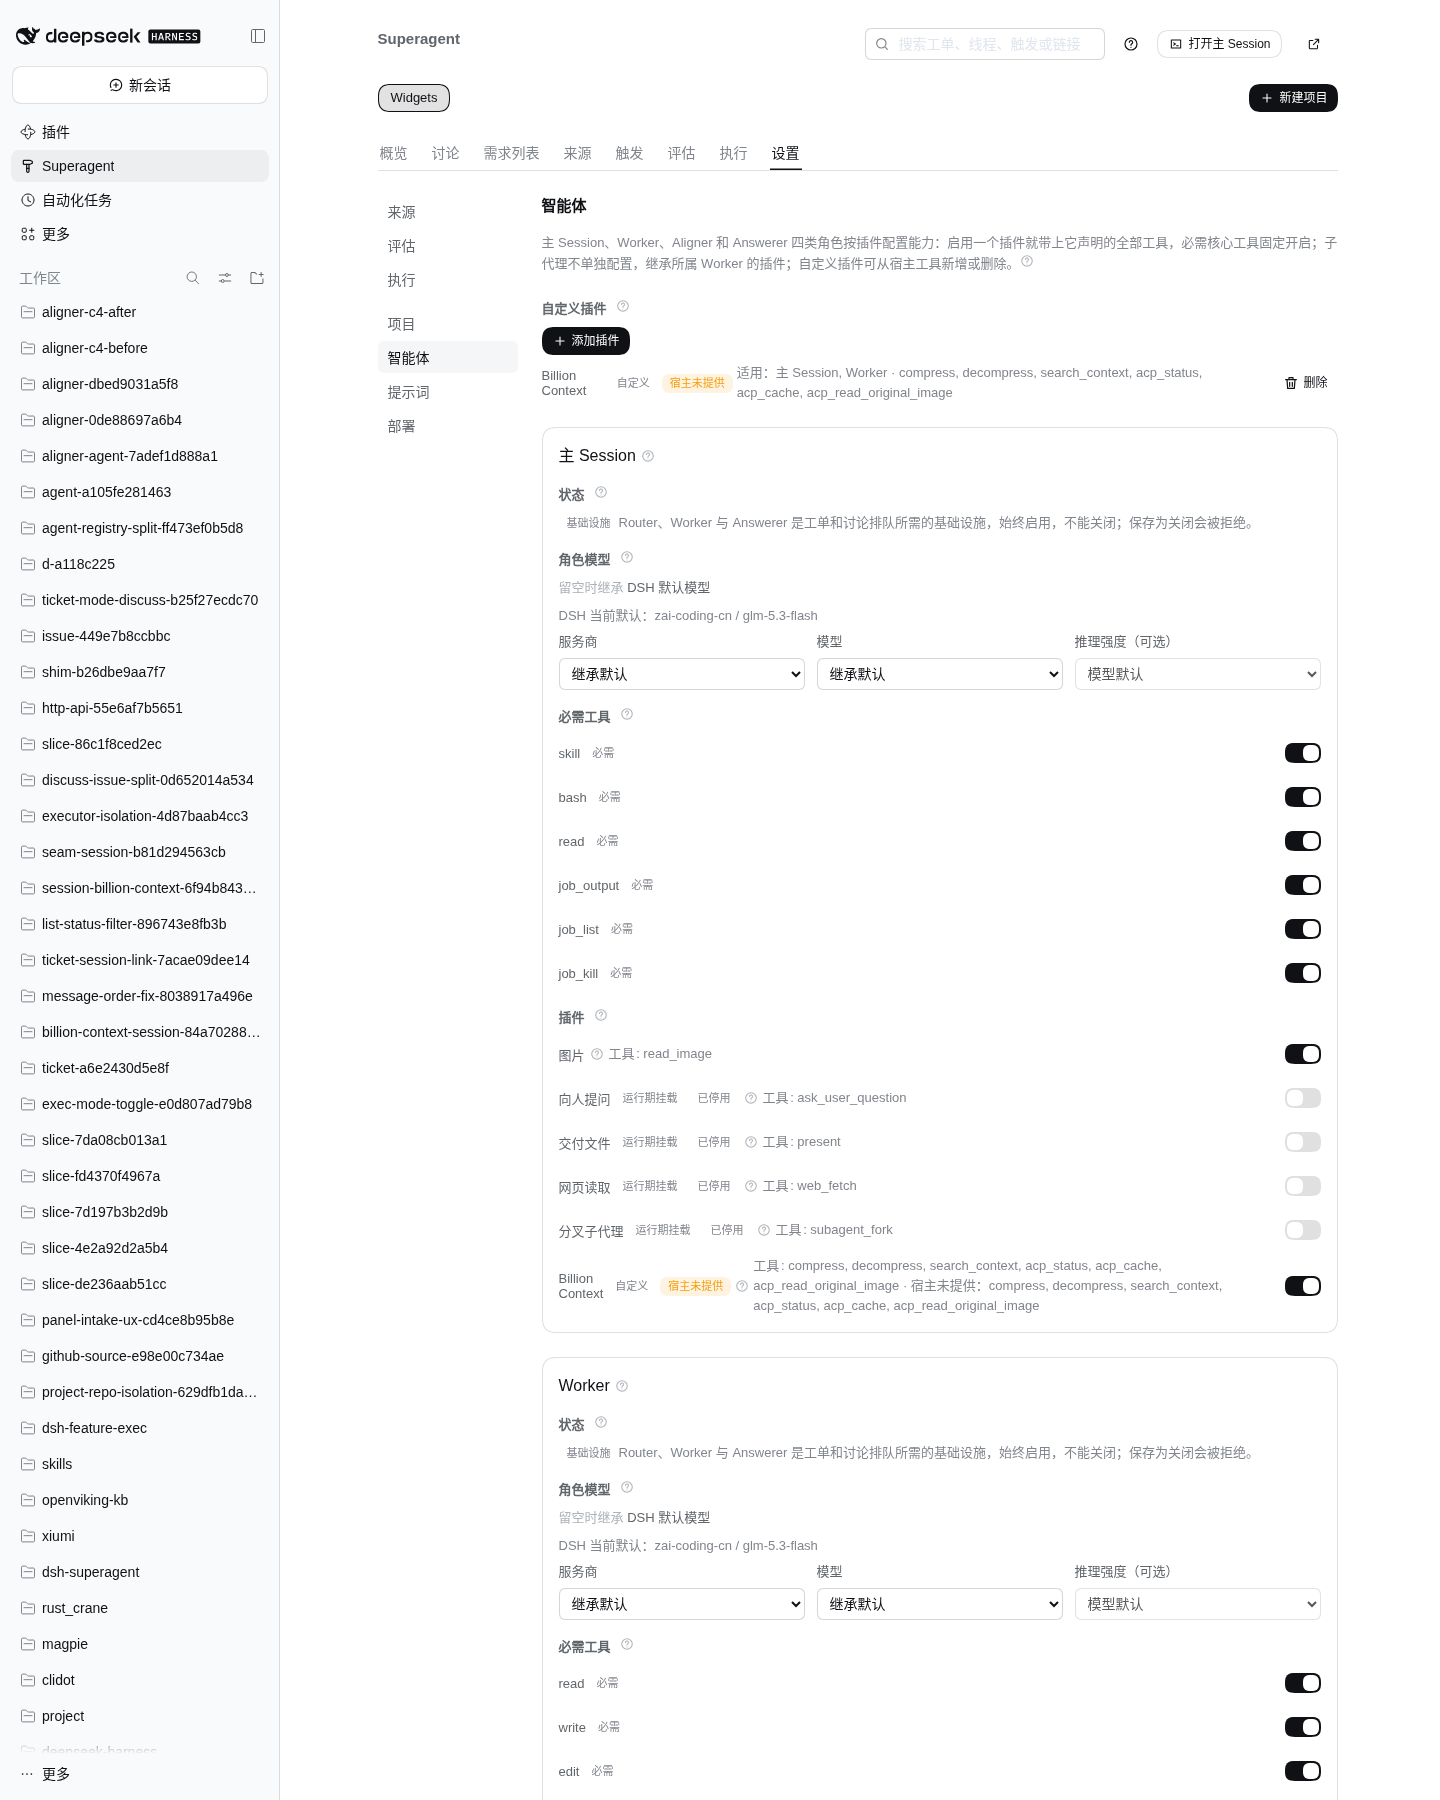 deepseek HARNESS
新会话
插件
Superagent
自动化任务
更多
工作区
aligner-c4-after
aligner-c4-before
aligner-dbed9031a5f8
aligner-0de88697a6b4
aligner-agent-7adef1d888a1
agent-a105fe281463
agent-registry-split-ff473ef0b5d8
d-a118c225
ticket-mode-discuss-b25f27ecdc70
issue-449e7b8ccbbc
shim-b26dbe9aa7f7
http-api-55e6af7b5651
slice-86c1f8ced2ec
discuss-issue-split-0d652014a534
executor-isolation-4d87baab4cc3
seam-session-b81d294563cb
session-billion-context-6f94b843…
list-status-filter-896743e8fb3b
ticket-session-link-7acae09dee14
message-order-fix-8038917a496e
billion-context-session-84a70288…
ticket-a6e2430d5e8f
exec-mode-toggle-e0d807ad79b8
slice-7da08cb013a1
slice-fd4370f4967a
slice-7d197b3b2d9b
slice-4e2a92d2a5b4
slice-de236aab51cc
panel-intake-ux-cd4ce8b95b8e
github-source-e98e00c734ae
project-repo-isolation-629dfb1da…
dsh-feature-exec
skills
openviking-kb
xiumi
dsh-superagent
rust_crane
magpie
clidot
project
deepseek-harness
更多
Superagent
搜索工单、线程、触发或链接
打开主 Session
Widgets
新建项目
概览 讨论 需求列表 来源 触发 评估 执行 设置
来源
评估
执行
项目
智能体
提示词
部署
智能体
主 Session、Worker、Aligner 和 Answerer 四类角色按插件配置能力：启用一个插件就带上它声明的全部工具，必需核心工具固定开启；子
代理不单独配置，继承所属 Worker 的插件；自定义插件可从宿主工具新增或删除。
自定义插件
添加插件
Billion Context 自定义 宿主未提供 适用：主 Session, Worker · compress, decompress, search_context, acp_status,
acp_cache, acp_read_original_image
删除
主 Session
状态
基础设施 Router、Worker 与 Answerer 是工单和讨论排队所需的基础设施，始终启用，不能关闭；保存为关闭会被拒绝。
角色模型
留空时继承 DSH 默认模型
DSH 当前默认：zai-coding-cn / glm-5.3-flash
服务商 模型 推理强度（可选）
继承默认 继承默认 模型默认
必需工具
skill 必需
bash 必需
read 必需
job_output 必需
job_list 必需
job_kill 必需
插件
图片 工具: read_image
向人提问 运行期挂载 已停用 工具: ask_user_question
交付文件 运行期挂载 已停用 工具: present
网页读取 运行期挂载 已停用 工具: web_fetch
分叉子代理 运行期挂载 已停用 工具: subagent_fork
Billion Context 自定义 宿主未提供 工具: compress, decompress, search_context, acp_status, acp_cache,
acp_read_original_image · 宿主未提供：compress, decompress, search_context,
acp_status, acp_cache, acp_read_original_image
Worker
状态
基础设施 Router、Worker 与 Answerer 是工单和讨论排队所需的基础设施，始终启用，不能关闭；保存为关闭会被拒绝。
角色模型
留空时继承 DSH 默认模型
DSH 当前默认：zai-coding-cn / glm-5.3-flash
服务商 模型 推理强度（可选）
继承默认 继承默认 模型默认
必需工具
read 必需
write 必需
edit 必需